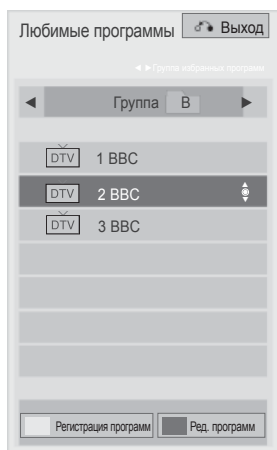 Любимые программы Выход
◄ ►Группа избранных программ
◄ Группа B ►
DTV 1 BBC
DTV 2 BBC
DTV 3 BBC
Регистрация программ Ред. программ